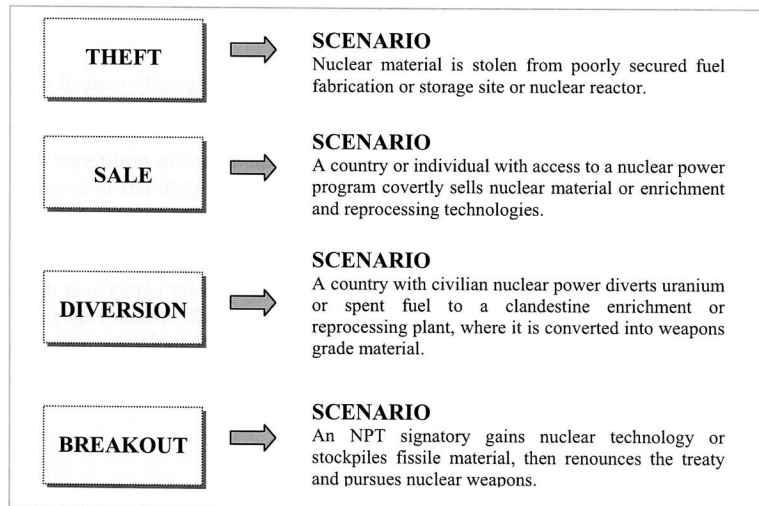 THEFT
SCENARIO
Nuclear material is stolen from poorly secured fuel
fabrication or storage site or nuclear reactor.
SALE
SCENARIO
A country or individual with access to a nuclear power
program covertly sells nuclear material or enrichment
and reprocessing technologies.
DIVERSION
SCENARIO
A country with civilian nuclear power diverts uranium
or spent fuel to a clandestine enrichment or
reprocessing plant, where it is converted into weapons
grade material.
BREAKOUT
SCENARIO
An NPT signatory gains nuclear technology or
stockpiles fissile material, then renounces the treaty
and pursues nuclear weapons.